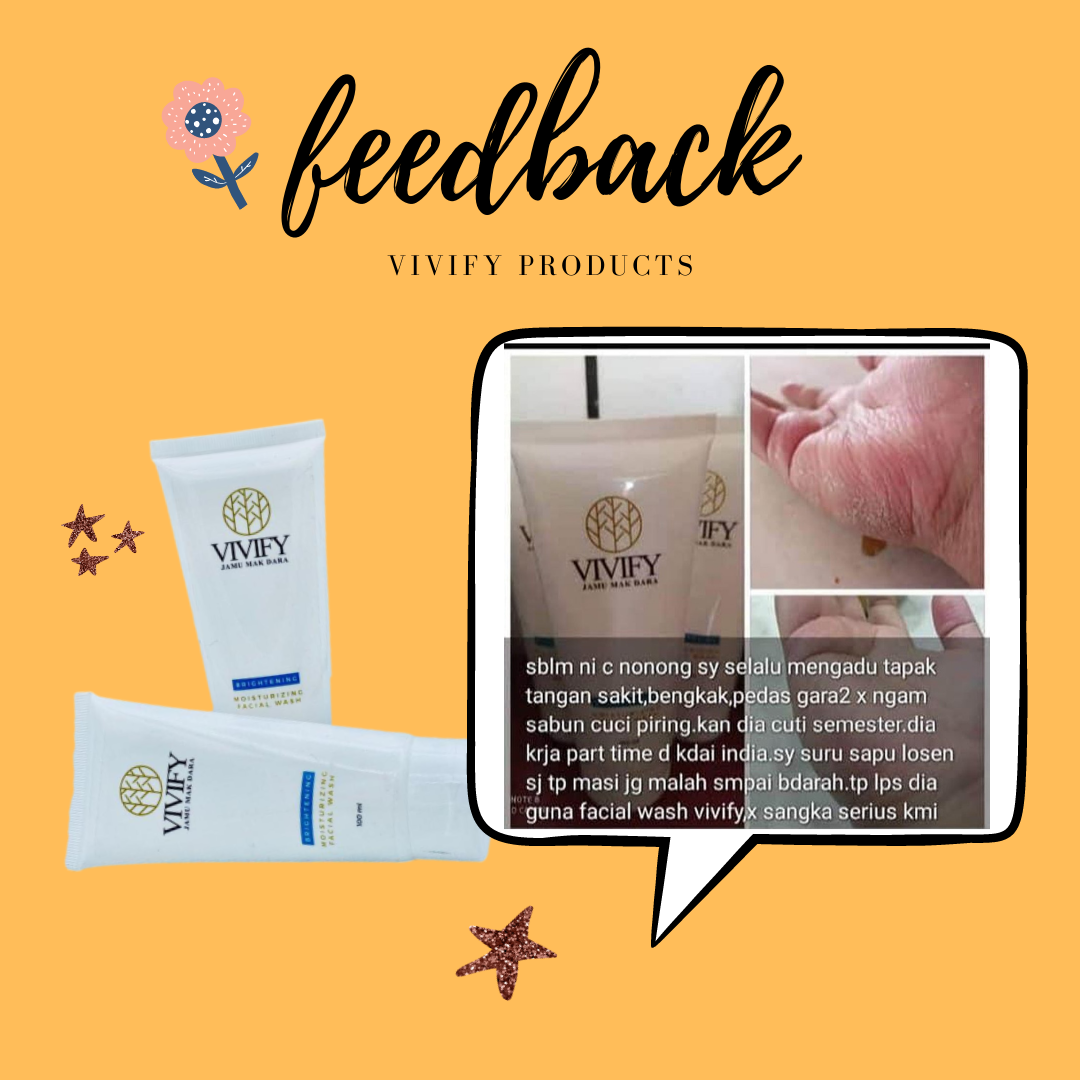 feedback
VIVIFY PRODUCTS
VIVIFY
JAMU MAK DARA
BRIGHTENING
MOISTURIZING
FACIAL WASH
VIVIFY
JAMU MAK DARA
BRIGHTENING
MOISTURIZING
FACIAL WASH
100 ml
VIVIFY
JAMU MAK DARA
sblm ni c nonong sy selalu mengadu tapak
tangan sakit,bengkak,pedas gara2 x ngam
sabun cuci piring.kan dia cuti semester.dia
krja part time d kdai india.sy suru sapu losen
sj tp masi jg malah smpai bdarah.tp lps dia
guna facial wash vivify,x sangka serius kmi